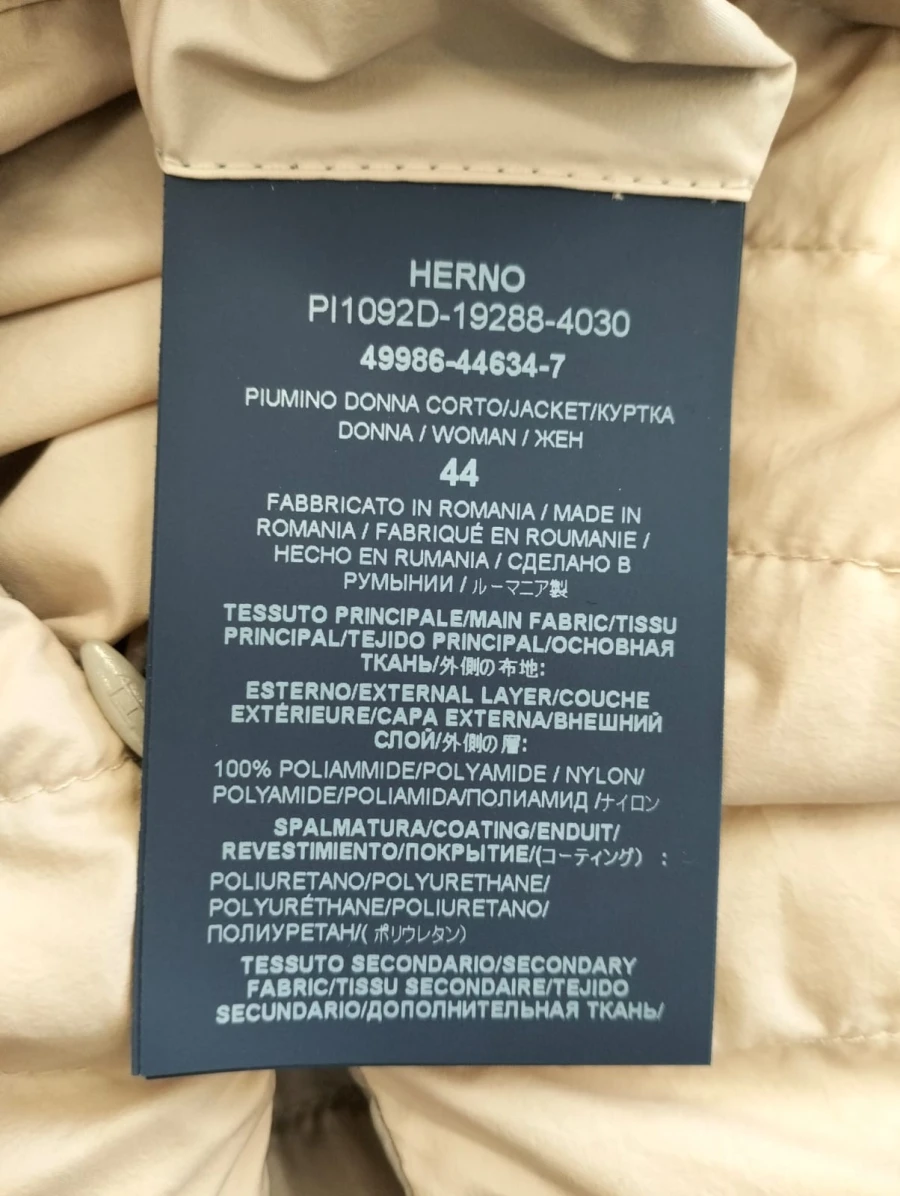 HERNO
PI1092D-19288-4030
49986-44634-7
PIUMINO DONNA CORTO/JACKET/КУРТКА
DONNA / WOMAN / ЖЕН
44
FABBRICATO IN ROMANIA / MADE IN
ROMANIA / FABRIQUÉ EN ROUMANIE /
HECHO EN RUMANIA / СДЕЛАНО В
РУМЫНИИ / ルーマニア製
TESSUTO PRINCIPALE/MAIN FABRIC/TISSU
PRINCIPAL/TEJIDO PRINCIPAL/ОСНОВНАЯ
ТКАНЬ/外側の布地:
ESTERNO/EXTERNAL LAYER/COUCHE
EXTÉRIEURE/CAPA EXTERNA/ВНЕШНИЙ
СЛОЙ/外側の層:
100% POLIAMMIDE/POLYAMIDE / NYLON/
POLYAMIDE/POLIAMIDA/ПОЛИАМИД /ナイロン
SPALMATURA/COATING/ENDUIT/
REVESTIMIENTO/ПОКРЫТИЕ/(コーティング) :
POLIURETANO/POLYURETHANE/
POLYURÉTHANE/POLIURETANO/
ПОЛИУРЕТАН/( ポリウレタン)
TESSUTO SECONDARIO/SECONDARY
FABRIC/TISSU SECONDAIRE/TEJIDO
SECUNDARIO/ДОПОЛНИТЕЛЬНАЯ ТКАНЬ/